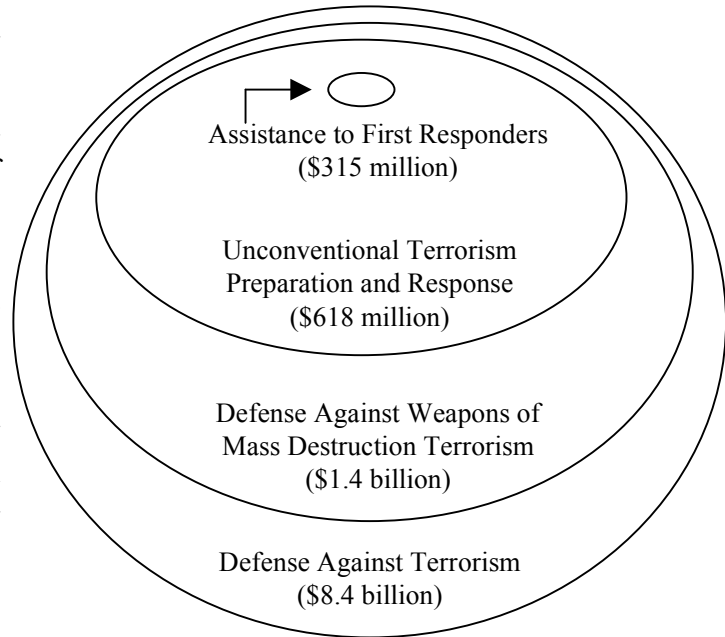 Assistance to First Responders
($315 million)
Unconventional Terrorism
Preparation and Response
($618 million)
Defense Against Weapons of
Mass Destruction Terrorism
($1.4 billion)
Defense Against Terrorism
($8.4 billion)